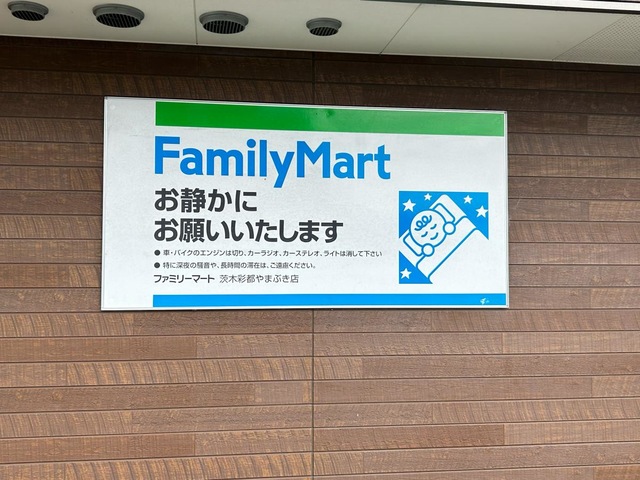 FamilyMart
お静かに
お願いいたします
● 車・バイクのエンジンは切り、カーラジオ、カーステレオ、ライトは消して下さい
● 特に深夜の騒音や、長時間の滞在は、ご遠慮ください。
ファミリーマート 茨木彩都やまぶき店